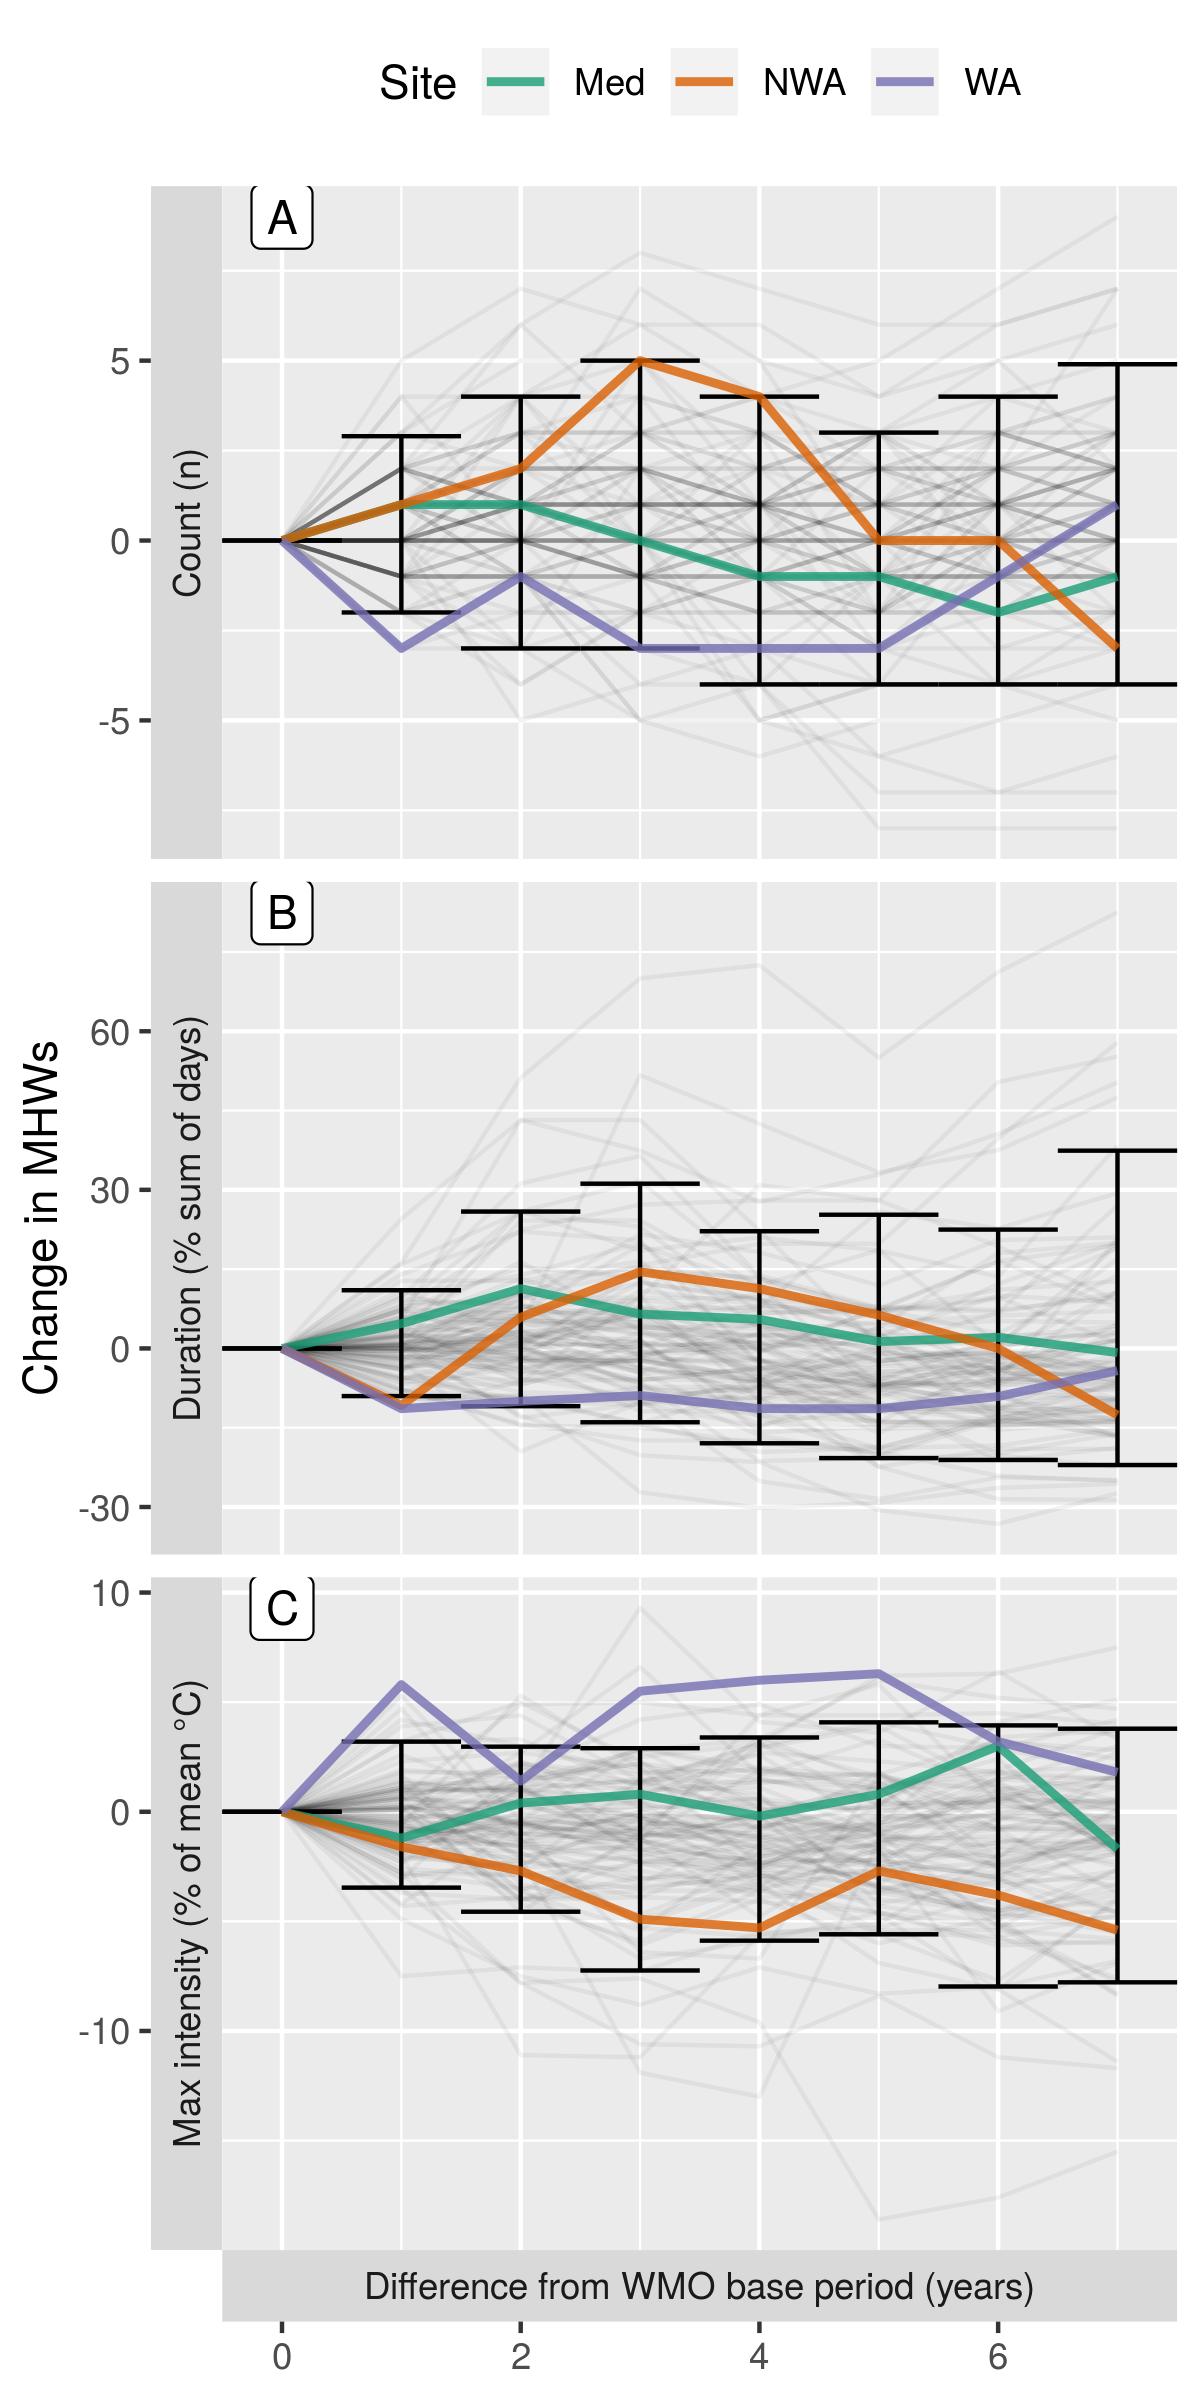 Site Med NWA WA
A
5
0
-5
Count (n)
B
60
30
0
-30
Duration (% sum of days)
Change in MHWs
C
10
0
-10
Max intensity (% of mean °C)
Difference from WMO base period (years)
0 2 4 6